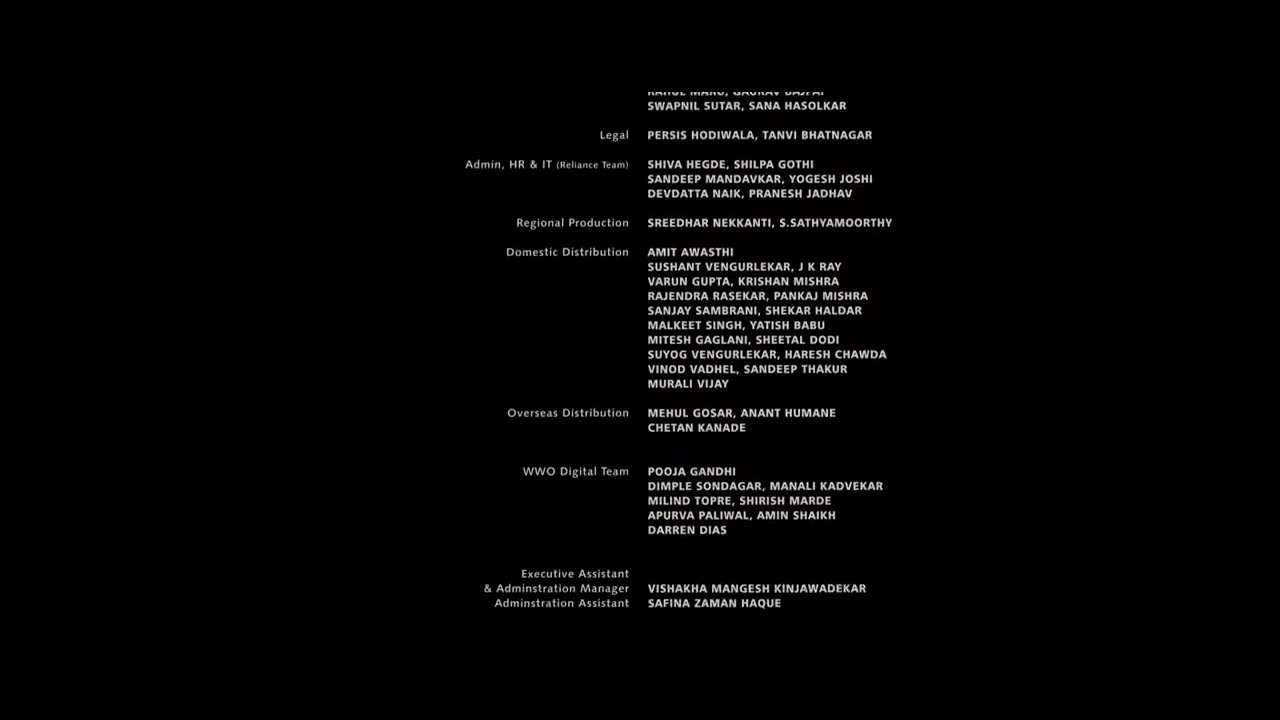 SWAPNIL SUTAR, SANA HASOLKAR
Legal PERSIS HODIWALA, TANVI BHATNAGAR
Admin, HR & IT (Reliance Team) SHIVA HEGDE, SHILPA GOTHI
SANDEEP MANDAVKAR, YOGESH JOSHI
DEVDATTA NAIK, PRANESH JADHAV
Regional Production SREEDHAR NEKKANTI, S.SATHYAMOORTHY
Domestic Distribution AMIT AWASTHI
SUSHANT VENGURLEKAR, J K RAY
VARUN GUPTA, KRISHAN MISHRA
RAJENDRA RASEKAR, PANKAJ MISHRA
SANJAY SAMBRANI, SHEKAR HALDAR
MALKEET SINGH, YATISH BABU
MITESH GAGLANI, SHEETAL DODI
SUYOG VENGURLEKAR, HARESH CHAWDA
VINOD VADHEL, SANDEEP THAKUR
MURALI VIJAY
Overseas Distribution MEHUL GOSAR, ANANT HUMANE
CHETAN KANADE
WWO Digital Team POOJA GANDHI
DIMPLE SONDAGAR, MANALI KADVEKAR
MILIND TOPRE, SHIRISH MARDE
APURVA PALIWAL, AMIN SHAIKH
DARREN DIAS
Executive Assistant
& Adminstration Manager VISHAKHA MANGESH KINJAWADEKAR
Adminstration Assistant SAFINA ZAMAN HAQUE